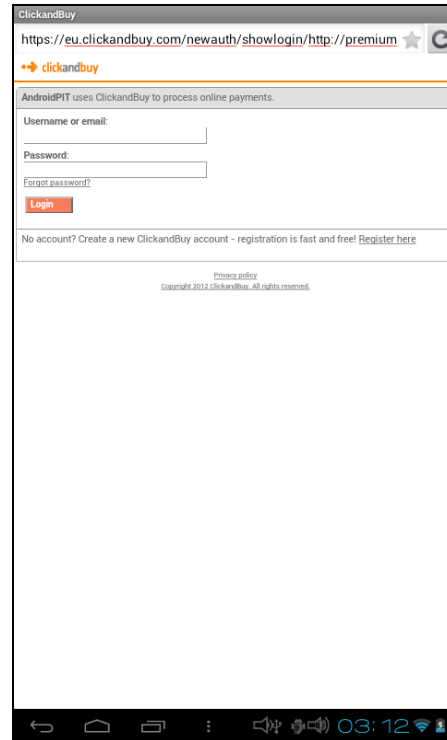 ClickandBuy
https://eu.clickandbuy.com/newauth/showlogin/http://premium
clickandbuy
AndroidPIT uses ClickandBuy to process online payments.
Username or email:
Password:
Forgot password?
Login
No account? Create a new ClickandBuy account - registration is fast and free! Register here
Privacy policy
Copyright 2012 ClickandBuy. All rights reserved.
03:12